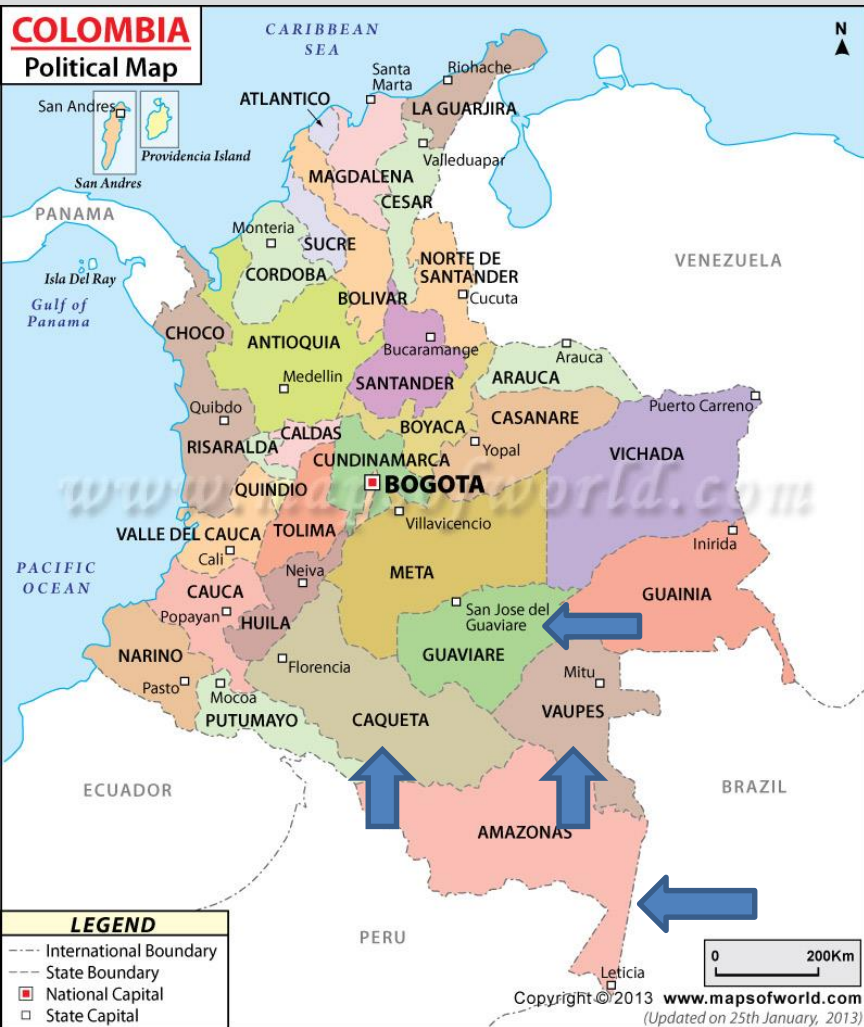 COLOMBIA
Political Map
CARIBBEAN
SEA
N
Riohache
Santa
Marta
San Andres
ATLANTICO
LA GUARJIRA
Providencia Island
San Andres
Valleduapar
MAGDALENA
CESAR
PANAMA
Monteria
SUCRE
NORTE DE
SANTANDER
VENEZUELA
Isla Del Ray
CORDOBA
BOLIVAR
Cucuta
Gulf of
Panama
CHOCO
ANTIOQUIA
Bucaramange
Arauca
Medellin
SANTANDER
ARAUCA
Quibdo
Puerto Carreno
BOYACA
CASANARE
RISARALDA
CALDAS
Yopal
VICHADA
CUNDINAMARCA
QUINDIO
BOGOTA
www.mapsofworld.com
VALLE DEL CAUCA
TOLIMA
Villavicencio
Cali
Inirida
PACIFIC
OCEAN
Neiva
META
CAUCA
GUAINIA
Popayan
HUILA
San Jose del
Guaviare
NARINO
Florencia
GUAVIARE
Mitu
Pasto
Mocoa
PUTUMAYO
CAQUETA
VAUPES
ECUADOR
BRAZIL
AMAZONAS
PERU
LEGEND
International Boundary
State Boundary
National Capital
State Capital
0 200Km
Leticia
Copyright © 2013 www.mapsofworld.com
(Updated on 25th January, 2013)